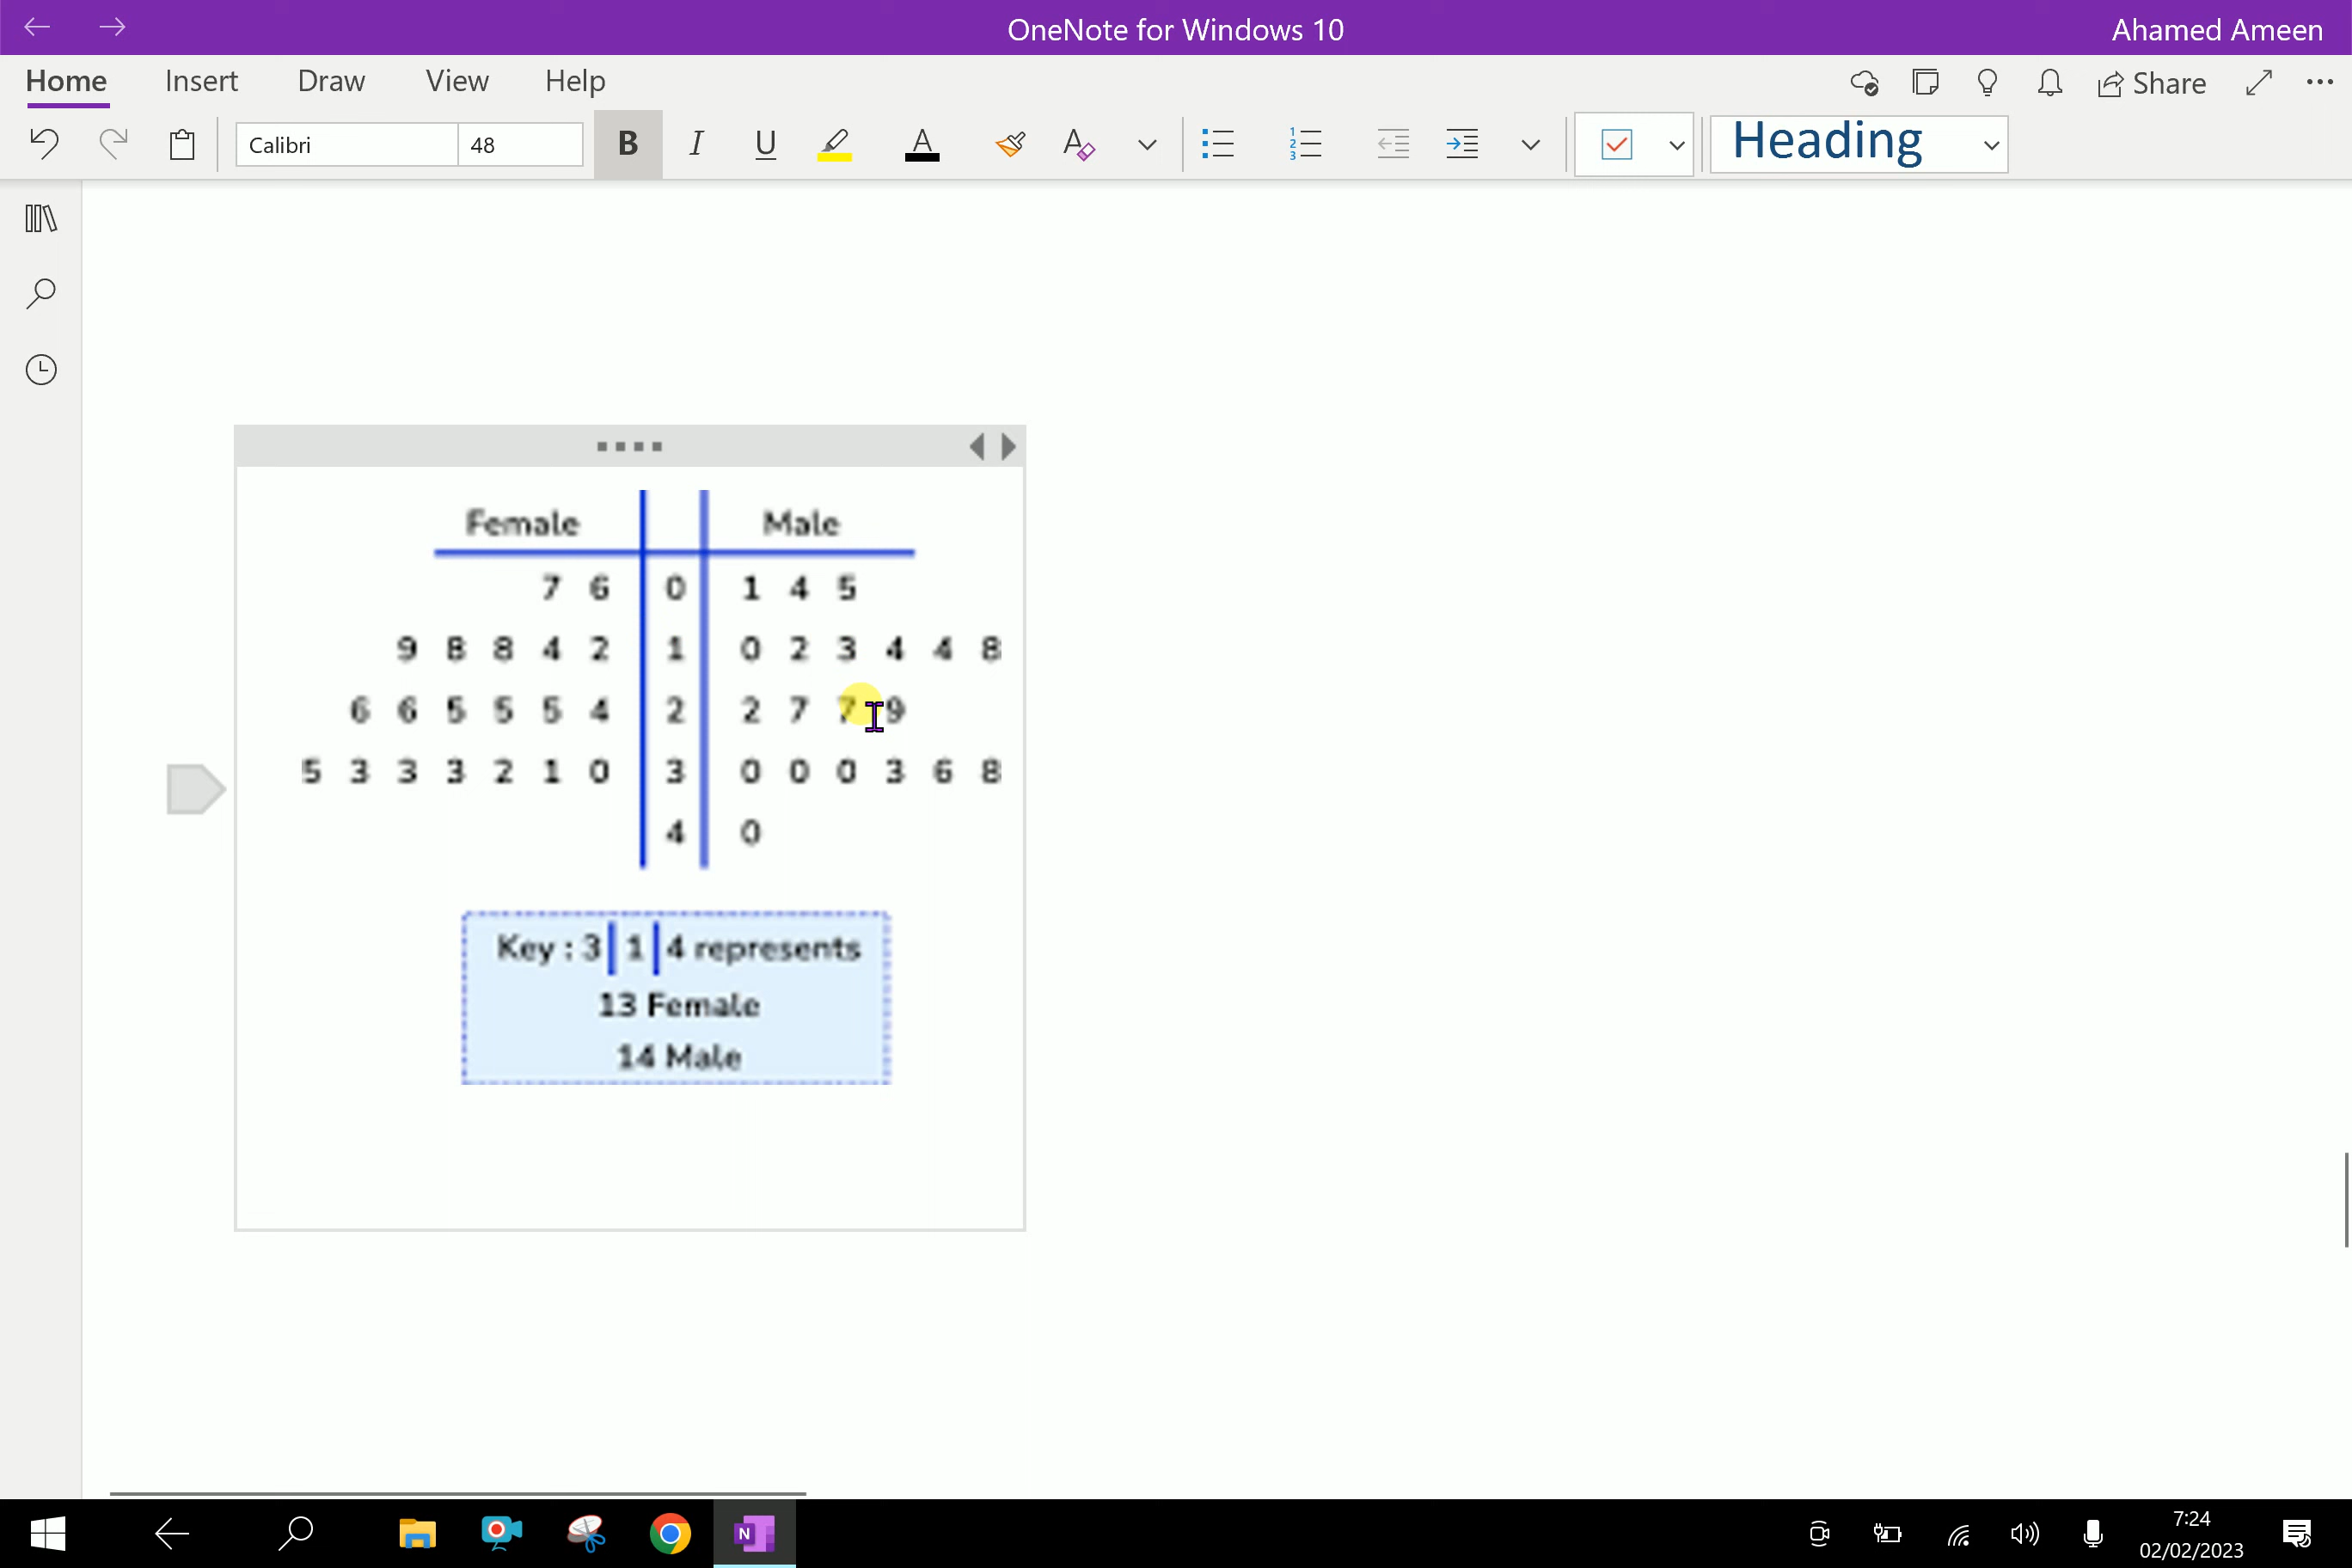 OneNote for Windows 10
Ahamed Ameen
Home Insert Draw View Help
Share
Calibri 48 B I U A A
Heading
Female Male
7 6 0 1 4 5
9 8 8 4 2 1 0 2 3 4 4 8
6 6 5 5 5 4 2 2 7 7 9
5 3 3 3 2 1 0 3 0 0 0 3 6 8
4 0
Key : 3 | 1 | 4 represents
13 Female
14 Male
7:24
02/02/2023